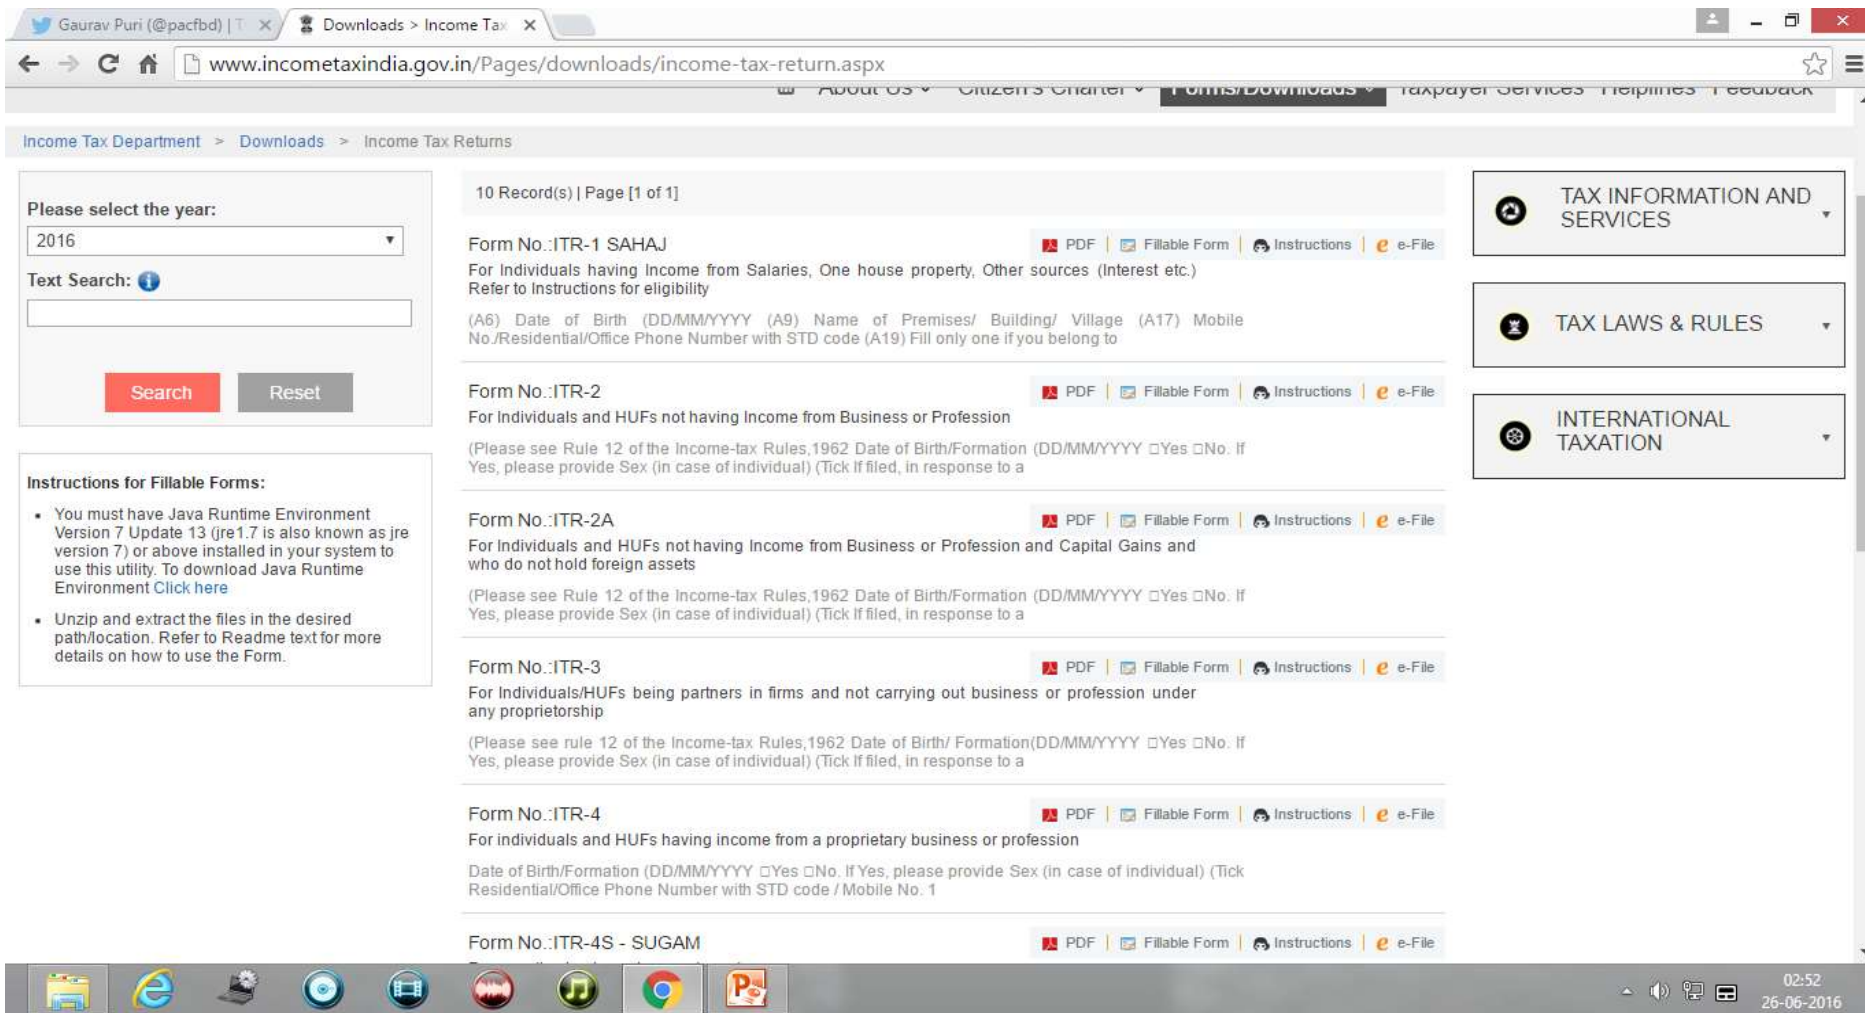 Gaurav Puri (@pacfbd) | T
Downloads > Income Tax
www.incometaxindia.gov.in/Pages/downloads/income-tax-return.aspx
About Us Citizen's Charter Forms/Downloads Taxpayer Services Helplines Feedback
Income Tax Department > Downloads > Income Tax Returns
Please select the year:
2016
Text Search:
Search Reset
Instructions for Fillable Forms:
• You must have Java Runtime Environment
Version 7 Update 13 (jre1.7 is also known as jre
version 7) or above installed in your system to
use this utility. To download Java Runtime
Environment Click here
• Unzip and extract the files in the desired
path/location. Refer to Readme text for more
details on how to use the Form.
10 Record(s) | Page [1 of 1]
Form No.:ITR-1 SAHAJ PDF | Fillable Form | Instructions | e-File
For Individuals having Income from Salaries, One house property, Other sources (Interest etc.)
Refer to Instructions for eligibility
(A6) Date of Birth (DD/MM/YYYY (A9) Name of Premises/ Building/ Village (A17) Mobile
No./Residential/Office Phone Number with STD code (A19) Fill only one if you belong to
Form No.:ITR-2 PDF | Fillable Form | Instructions | e-File
For Individuals and HUFs not having Income from Business or Profession
(Please see Rule 12 of the Income-tax Rules,1962 Date of Birth/Formation (DD/MM/YYYY □Yes □No. If
Yes, please provide Sex (in case of individual) (Tick If filed, in response to a
Form No.:ITR-2A PDF | Fillable Form | Instructions | e-File
For Individuals and HUFs not having Income from Business or Profession and Capital Gains and
who do not hold foreign assets
(Please see Rule 12 of the Income-tax Rules,1962 Date of Birth/Formation (DD/MM/YYYY □Yes □No. If
Yes, please provide Sex (in case of individual) (Tick If filed, in response to a
Form No.:ITR-3 PDF | Fillable Form | Instructions | e-File
For Individuals/HUFs being partners in firms and not carrying out business or profession under
any proprietorship
(Please see rule 12 of the Income-tax Rules,1962 Date of Birth/ Formation(DD/MM/YYYY □Yes □No. If
Yes, please provide Sex (in case of individual) (Tick If filed, in response to a
Form No.:ITR-4 PDF | Fillable Form | Instructions | e-File
For individuals and HUFs having income from a proprietary business or profession
Date of Birth/Formation (DD/MM/YYYY □Yes □No. If Yes, please provide Sex (in case of individual) (Tick
Residential/Office Phone Number with STD code / Mobile No. 1
Form No.:ITR-4S - SUGAM PDF | Fillable Form | Instructions | e-File
TAX INFORMATION AND
SERVICES
TAX LAWS & RULES
INTERNATIONAL
TAXATION
02:52
26-06-2016